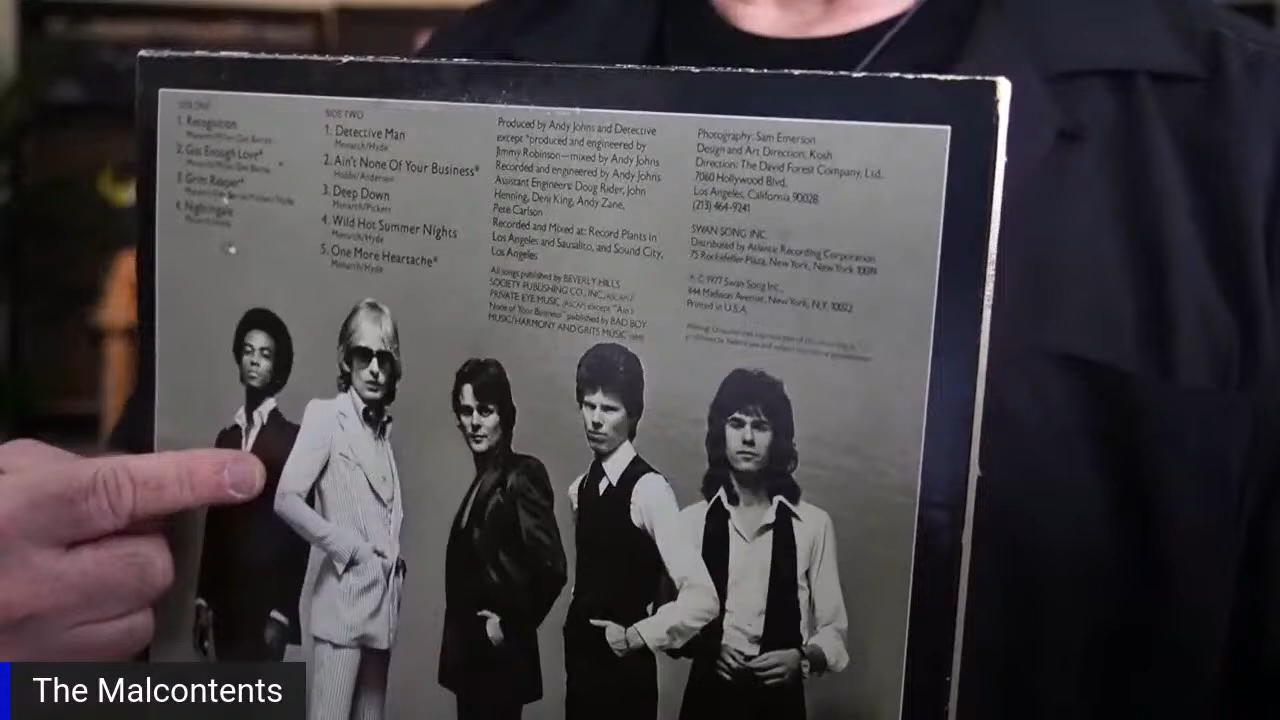 SIDE ONE
1. Recognition
2. Got Enough Love*
3. Grim Reaper*
4. Nightingale
SIDE TWO
1. Detective Man
Monarch/Hyde
2. Ain't None Of Your Business*
Hobbs/Anderson
3. Deep Down
Monarch/Pickers
4. Wild Hot Summer Nights
Monarch/Hyde
5. One More Heartache*
Monarch/Hyde
Produced by Andy Johns and Detective
except *produced and engineered by
Jimmy Robinson—mixed by Andy Johns
Recorded and engineered by Andy Johns
Assistant Engineers: Doug Rider, John
Henning, Deni King, Andy Zane,
Pete Carlson
Recorded and Mixed at: Record Plants in
Los Angeles and Sausalito, and Sound City,
Los Angeles
All songs published by BEVERLY HILLS
SOCIETY PUBLISHING CO., INC. (ASCAP)/
PRIVATE EYE MUSIC (ASCAP) except "Ain't
None of Your Business" published by BAD BOY
MUSIC/HARMONY AND GRITS MUSIC
Photography: Sam Emerson
Design and Art Direction: Kosh
Direction: The David Forest Company, Ltd.
7060 Hollywood Blvd.
Los Angeles, California 90028
(213) 464-9241
SWAN SONG INC.
Distributed by Atlantic Recording Corporation
75 Rockefeller Plaza, New York, New York 10019
℗ © 1977 Swan Song Inc.,
444 Madison Avenue, New York, N.Y. 10022
Printed in U.S.A.
The Malcontents